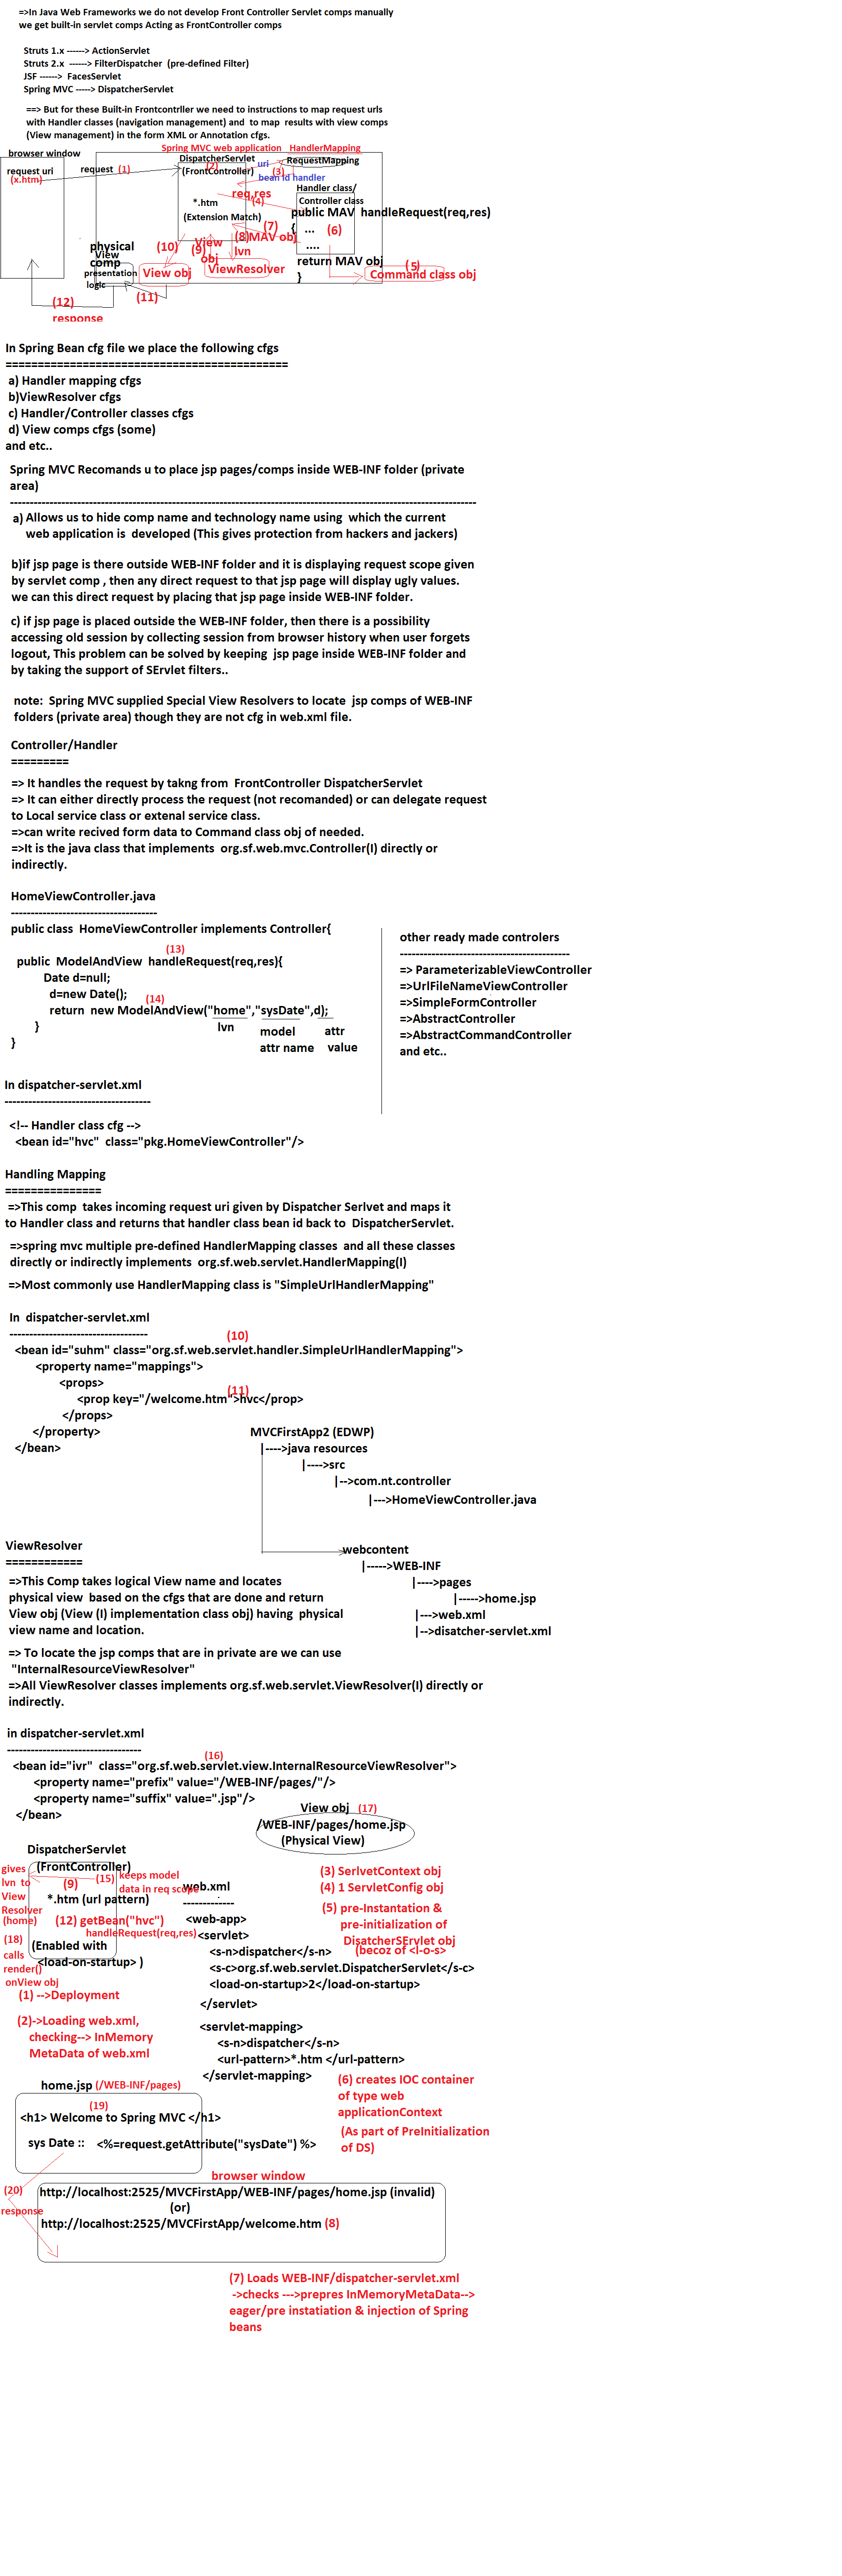 =>In Java Web Frameworks we do not develop Front Controller Servlet comps manually
we get built-in servlet comps Acting as FrontController comps
Struts 1.x ------> ActionServlet
Struts 2.x ------> FilterDispatcher (pre-defined Filter)
JSF ------> FacesServlet
Spring MVC -----> DispatcherServlet
==> But for these Built-in Frontcontrller we need to instructions to map request urls
with Handler classes (navigation management) and to map results with view comps
(View management) in the form XML or Annotation cfgs.
Spring MVC web application HandlerMapping
browser window
DispatcherServlet
(2)
(FrontController)
uri
RequestMapping
request uri
(x.htm)
request (1)
(3)
bean id handler
Handler class/
Controller class
req,res
(4)
*.htm
(Extension Match)
public MAV handleRequest(req,res)
{ ...
(6)
....
(7)
(8)
MAV obj
return MAV obj
}
(5)
Command class obj
physical
View
comp
presentation
logic
(10)
(9)
View
obj
lvn
View obj
ViewResolver
(11)
(12)
response
In Spring Bean cfg file we place the following cfgs
============================================
a) Handler mapping cfgs
b)ViewResolver cfgs
c) Handler/Controller classes cfgs
d) View comps cfgs (some)
and etc..
Spring MVC Recomands u to place jsp pages/comps inside WEB-INF folder (private
area)
----------------------------------------------------------------------------------------------------------------------
a) Allows us to hide comp name and technology name using which the current
web application is developed (This gives protection from hackers and jackers)
b)if jsp page is there outside WEB-INF folder and it is displaying request scope given
by servlet comp , then any direct request to that jsp page will display ugly values.
we can this direct request by placing that jsp page inside WEB-INF folder.
c) if jsp page is placed outside the WEB-INF folder, then there is a possibility
accessing old session by collecting session from browser history when user forgets
logout, This problem can be solved by keeping jsp page inside WEB-INF folder and
by taking the support of SErvlet filters..
note: Spring MVC supplied Special View Resolvers to locate jsp comps of WEB-INF
folders (private area) though they are not cfg in web.xml file.
Controller/Handler
=========
=> It handles the request by takng from FrontController DispatcherServlet
=> It can either directly process the request (not recomanded) or can delegate request
to Local service class or extenal service class.
=>can write recived form data to Command class obj of needed.
=>It is the java class that implements org.sf.web.mvc.Controller(I) directly or
indirectly.
HomeViewController.java
-------------------------------------
public class HomeViewController implements Controller{
(13)
public ModelAndView handleRequest(req,res){
Date d=null;
d=new Date();
(14)
return new ModelAndView("home","sysDate",d);
}
lvn
model
attr name
attr
value
}
other ready made controlers
-------------------------------------------
=> ParameterizableViewController
=>UrlFileNameViewController
=>SimpleFormController
=>AbstractController
=>AbstractCommandController
and etc..
In dispatcher-servlet.xml
-------------------------------------
<!-- Handler class cfg -->
<bean id="hvc" class="pkg.HomeViewController"/>
Handling Mapping
===============
=>This comp takes incoming request uri given by Dispatcher Serlvet and maps it
to Handler class and returns that handler class bean id back to DispatcherServlet.
=>spring mvc multiple pre-defined HandlerMapping classes and all these classes
directly or indirectly implements org.sf.web.servlet.HandlerMapping(I)
=>Most commonly use HandlerMapping class is "SimpleUrlHandlerMapping"
In dispatcher-servlet.xml
-----------------------------------
(10)
<bean id="suhm" class="org.sf.web.servlet.handler.SimpleUrlHandlerMapping">
<property name="mappings">
<props>
(11)
<prop key="/welcome.htm">hvc</prop>
</props>
</property>
</bean>
MVCFirstApp2 (EDWP)
|---->java resources
|---->src
|-->com.nt.controller
|--->HomeViewController.java
webcontent
|----->WEB-INF
|---->pages
|----->home.jsp
|--->web.xml
|-->disatcher-servlet.xml
ViewResolver
============
=>This Comp takes logical View name and locates
physical view based on the cfgs that are done and return
View obj (View (I) implementation class obj) having physical
view name and location.
=> To locate the jsp comps that are in private are we can use
"InternalResourceViewResolver"
=>All ViewResolver classes implements org.sf.web.servlet.ViewResolver(I) directly or
indirectly.
in dispatcher-servlet.xml
----------------------------------
(16)
<bean id="ivr" class="org.sf.web.servlet.view.InternalResourceViewResolver">
<property name="prefix" value="/WEB-INF/pages/"/>
<property name="suffix" value=".jsp"/>
</bean>
View obj (17)
/WEB-INF/pages/home.jsp
(Physical View)
DispatcherServlet
(FrontController)
gives
lvn to
View
Resolver
(home)
(9)
(15) keeps model
data in req scope
*.htm (url pattern)
(12) getBean("hvc")
handleRequest(req,res)
(18)
calls
render()
onView obj
(Enabled with
<load-on-startup> )
(1) -->Deployment
(2)->Loading web.xml,
checking--> InMemory
MetaData of web.xml
web.xml
-------------
<web-app>
<servlet>
<s-n>dispatcher</s-n>
<s-c>org.sf.web.servlet.DispatcherServlet</s-c>
<load-on-startup>2</load-on-startup>
</servlet>
<servlet-mapping>
<s-n>dispatcher</s-n>
<url-pattern>*.htm </url-pattern>
</servlet-mapping>
(3) SerlvetContext obj
(4) 1 ServletConfig obj
(5) pre-Instantation &
pre-initialization of
DisatcherSErvlet obj
(becoz of <l-o-s>
(6) creates IOC container
of type web
applicationContext
(As part of PreInitialization
of DS)
home.jsp (/WEB-INF/pages)
(19)
<h1> Welcome to Spring MVC </h1>
sys Date :: <%=request.getAttribute("sysDate") %>
(20)
response
browser window
http://localhost:2525/MVCFirstApp/WEB-INF/pages/home.jsp (invalid)
(or)
http://localhost:2525/MVCFirstApp/welcome.htm (8)
(7) Loads WEB-INF/dispatcher-servlet.xml
->checks --->prepres InMemoryMetaData-->
eager/pre instatiation & injection of Spring
beans